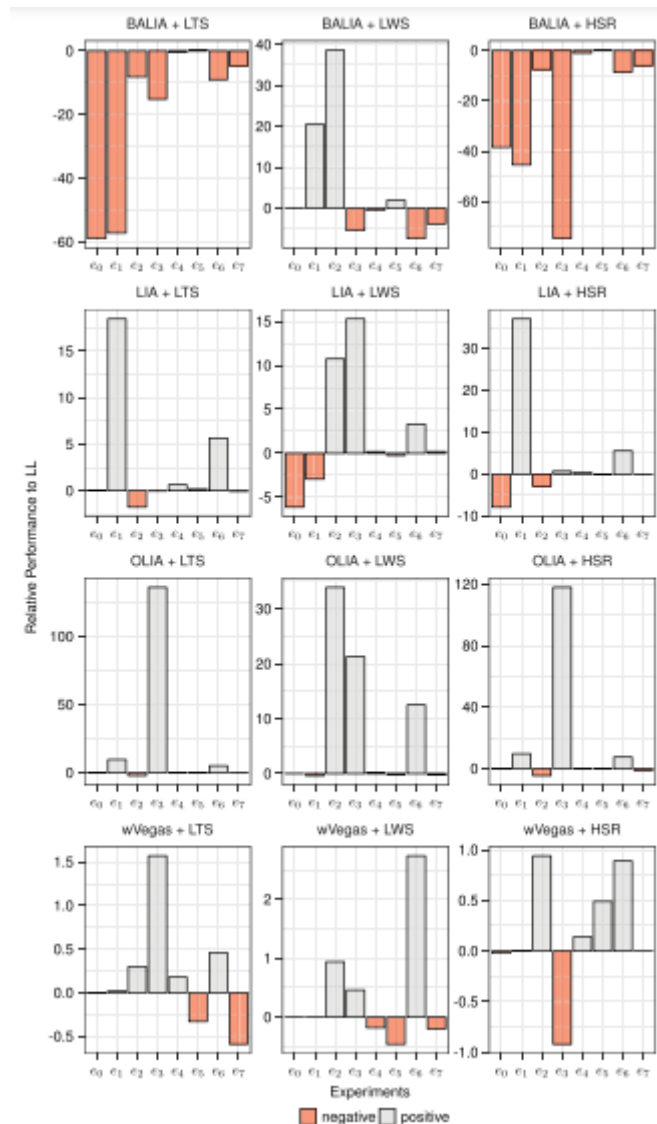 BALIA + LTS BALIA + LWS BALIA + HSR
0 -20 -40 -60
40 30 20 10 0
0 -20 -40 -60
e₀ e₁ e₂ e₃ e₄ e₅ e₆ e₇ e₀ e₁ e₂ e₃ e₄ e₅ e₆ e₇ e₀ e₁ e₂ e₃ e₄ e₅ e₆ e₇
LIA + LTS LIA + LWS LIA + HSR
15 10 5 0
15 10 5 0 -5
30 20 10 0 -10
e₀ e₁ e₂ e₃ e₄ e₅ e₆ e₇ e₀ e₁ e₂ e₃ e₄ e₅ e₆ e₇ e₀ e₁ e₂ e₃ e₄ e₅ e₆ e₇
Relative Performance to LL
OLIA + LTS OLIA + LWS OLIA + HSR
100 50 0
30 20 10 0
120 80 40 0
e₀ e₁ e₂ e₃ e₄ e₅ e₆ e₇ e₀ e₁ e₂ e₃ e₄ e₅ e₆ e₇ e₀ e₁ e₂ e₃ e₄ e₅ e₆ e₇
wVegas + LTS wVegas + LWS wVegas + HSR
1.5 1.0 0.5 0.0 -0.5
2 1 0
1.0 0.5 0.0 -0.5 -1.0
e₀ e₁ e₂ e₃ e₄ e₅ e₆ e₇ e₀ e₁ e₂ e₃ e₄ e₅ e₆ e₇ e₀ e₁ e₂ e₃ e₄ e₅ e₆ e₇
Experiments
negative positive